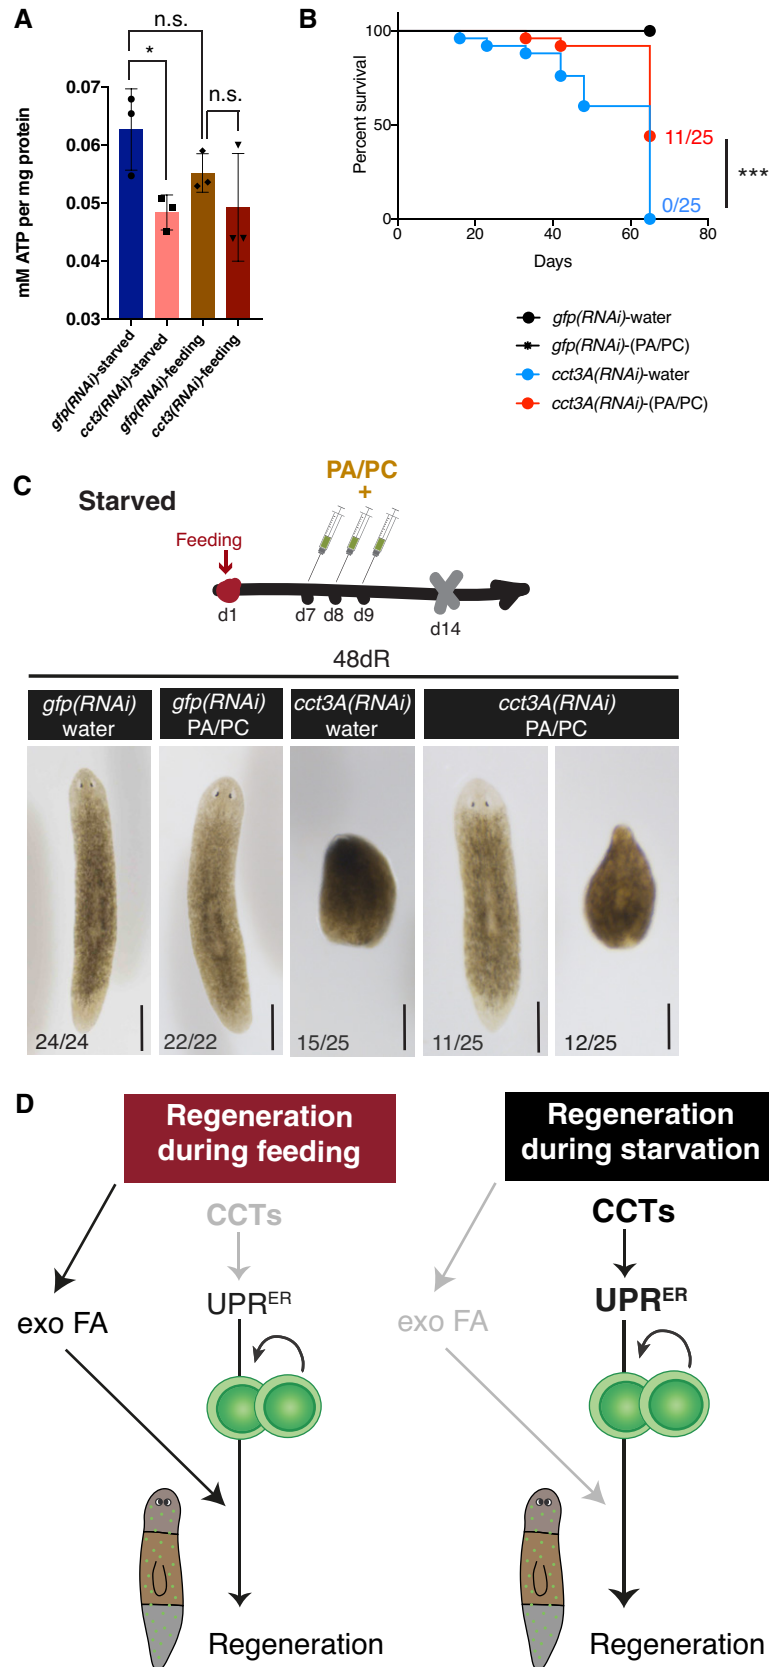 A
n.s.
*
n.s.
mM ATP per mg protein
0.07
0.06
0.05
0.04
0.03
gfp(RNAi)-starved
cct3(RNAi)-starved
gfp(RNAi)-feeding
cct3(RNAi)-feeding
B
Percent survival
100
50
0
0
20
40
60
80
Days
11/25
0/25
***
gfp(RNAi)-water
gfp(RNAi)-(PA/PC)
cct3A(RNAi)-water
cct3A(RNAi)-(PA/PC)
C
Starved
PA/PC
+
Feeding
d1
d7
d8
d9
d14
48dR
gfp(RNAi)
water
gfp(RNAi)
PA/PC
cct3A(RNAi)
water
cct3A(RNAi)
PA/PC
24/24
22/22
15/25
11/25
12/25
D
Regeneration
during feeding
CCTs
UPRER
exo FA
Regeneration
Regeneration
during starvation
CCTs
UPRER
exo FA
Regeneration